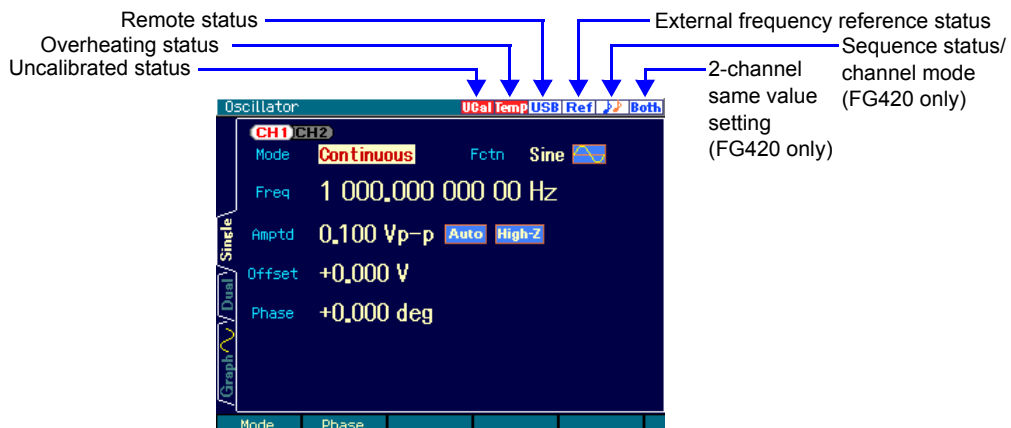 Remote status
Overheating status
Uncalibrated status
External frequency reference status
Sequence status/
channel mode
(FG420 only)
2-channel
same value
setting
(FG420 only)
Oscillator UCal Temp USB Ref Both
CH1 CH2
Mode Continuous Fctn Sine
Freq 1 000.000 000 00 Hz
Amptd 0.100 Vp-p Auto High-Z
Offset +0.000 V
Phase +0.000 deg
Single
Dual
Graph
Mode Phase